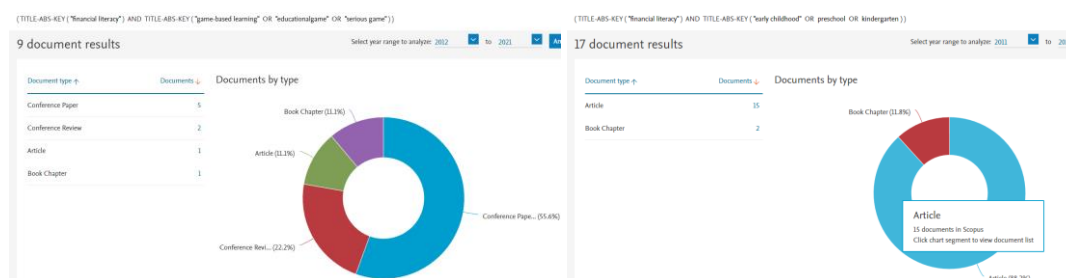 ( TITLE-ABS-KEY ( "financial literacy" ) AND TITLE-ABS-KEY ( "game-based learning" OR "educationalgame" OR "serious game" ) )
9 document results
Select year range to analyze: 2012 to 2021 An
Document type Documents
Conference Paper 5
Conference Review 2
Article 1
Book Chapter 1
Documents by type
Book Chapter (11.1%)
Article (11.1%)
Conference Pape... (55.6%)
Conference Revi... (22.2%)
( TITLE-ABS-KEY ( "financial literacy" ) AND TITLE-ABS-KEY ( "early childhood" OR preschool OR kindergarten ) )
17 document results
Select year range to analyze: 2011 to 20
Document type Documents
Article 15
Book Chapter 2
Documents by type
Book Chapter (11.8%)
Article
15 documents in Scopus
Click chart segment to view document list
Article (88.2%)